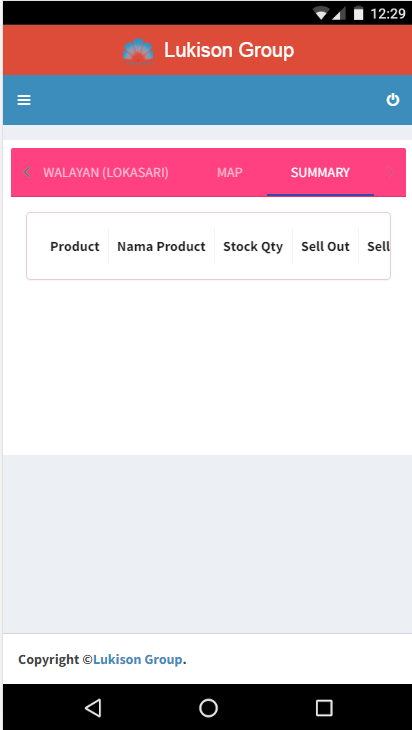 12:29
Lukison Group
WALAYAN (LOKASARI) MAP SUMMARY
Product Nama Product Stock Qty Sell Out Sell
Copyright ©Lukison Group.